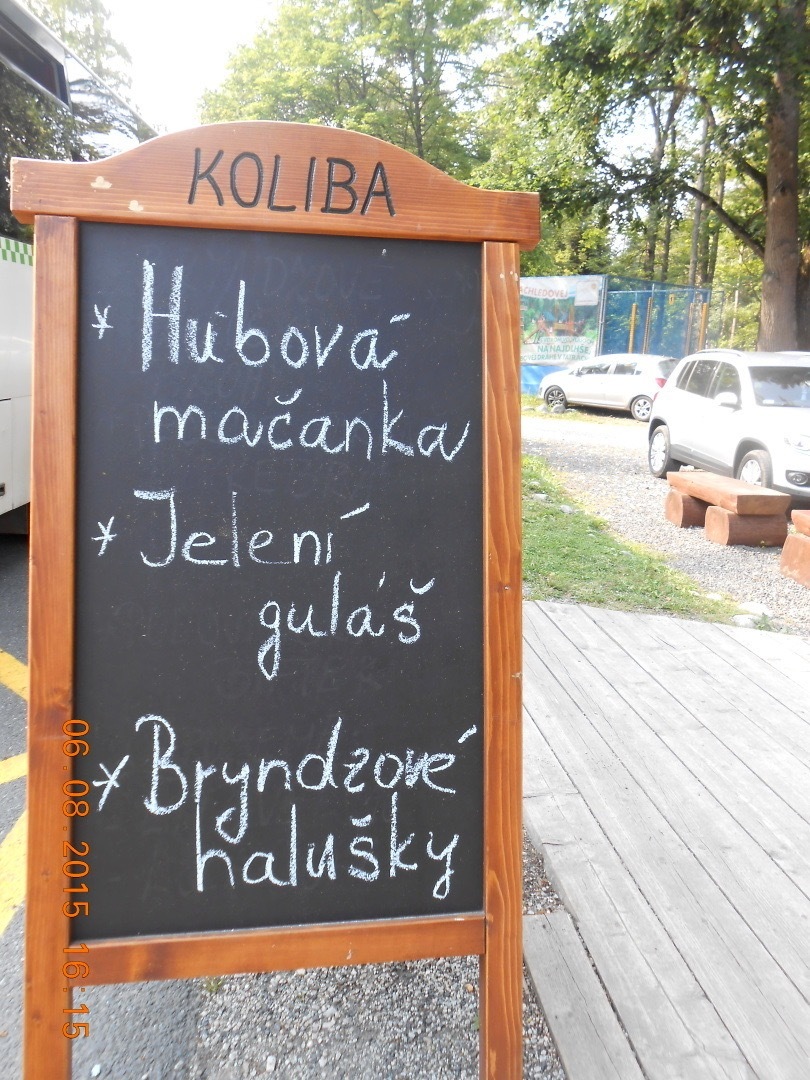 KOLIBA
* Hubová
mačanka
* Jelení
guláš
* Bryndzové
halušky
06.08.2015 16:15